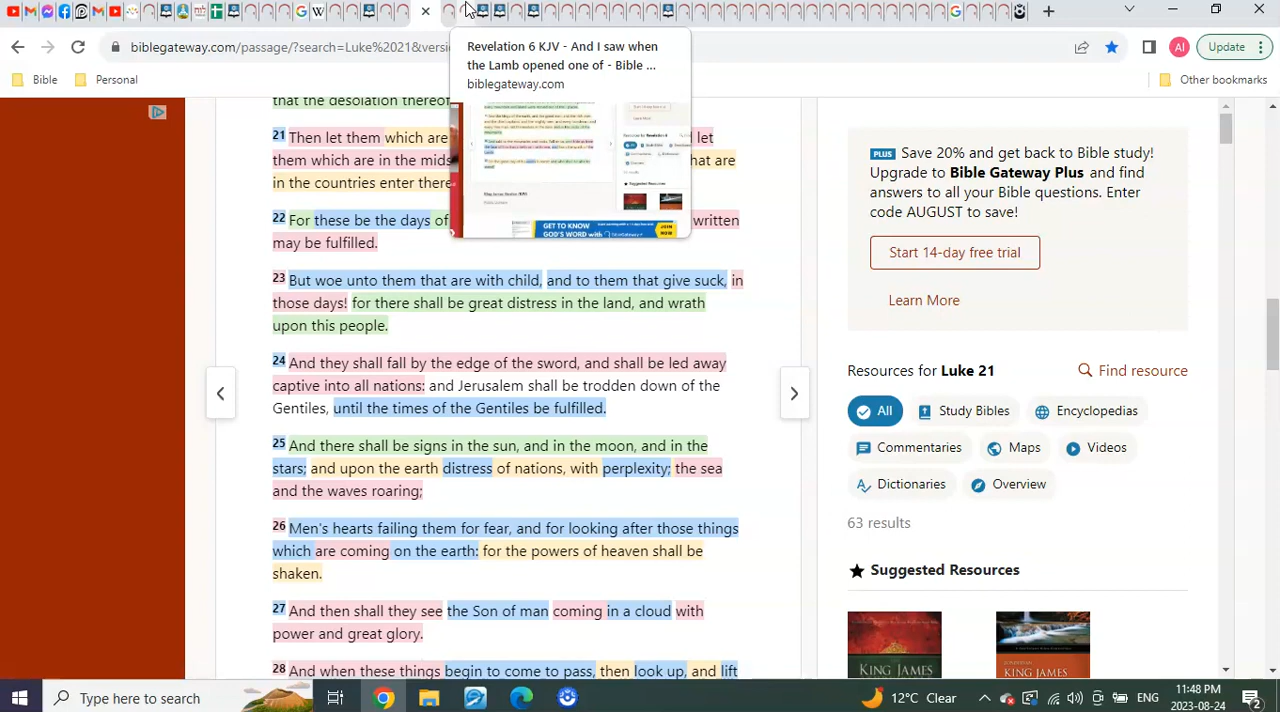 biblegateway.com/passage/?search=Luke%2021&versi
Update
Bible
Personal
Other bookmarks
Revelation 6 KJV - And I saw when
the Lamb opened one of - Bible ...
biblegateway.com
GET TO KNOW
GOD'S WORD with
JOIN
NOW
that the desolation thereof
21 Then let them which are let
them which are in the mids hat are
in the countries enter there
22 For these be the days of written
may be fulfilled.
23 But woe unto them that are with child, and to them that give suck, in
those days! for there shall be great distress in the land, and wrath
upon this people.
24 And they shall fall by the edge of the sword, and shall be led away
captive into all nations: and Jerusalem shall be trodden down of the
Gentiles, until the times of the Gentiles be fulfilled.
25 And there shall be signs in the sun, and in the moon, and in the
stars; and upon the earth distress of nations, with perplexity; the sea
and the waves roaring;
26 Men's hearts failing them for fear, and for looking after those things
which are coming on the earth: for the powers of heaven shall be
shaken.
27 And then shall they see the Son of man coming in a cloud with
power and great glory.
28 And when these things begin to come to pass, then look up, and lift
PLUS Save 20% and get back to Bible study!
Upgrade to Bible Gateway Plus and find
answers to all your Bible questions. Enter
code AUGUST to save!
Start 14-day free trial
Learn More
Resources for Luke 21
Find resource
All
Study Bibles
Encyclopedias
Commentaries
Maps
Videos
Dictionaries
Overview
63 results
Suggested Resources
KING JAMES
KING JAMES
Type here to search
12°C Clear
ENG
11:48 PM
2023-08-24
2